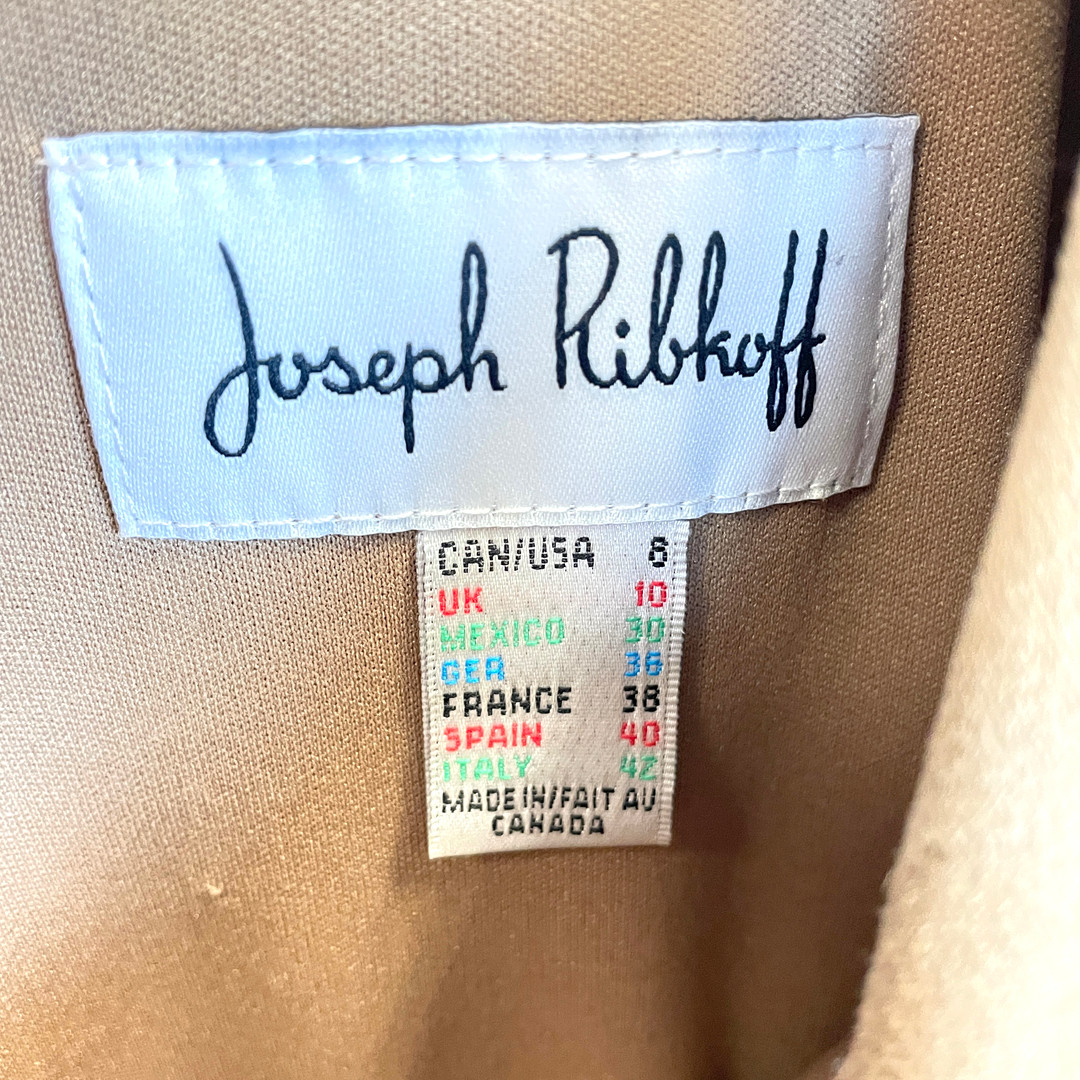 Joseph Ribkoff
CAN/USA 8
UK 10
MEXICO 30
GER 36
FRANCE 38
SPAIN 40
ITALY 42
MADE IN/FAIT AU
CANADA